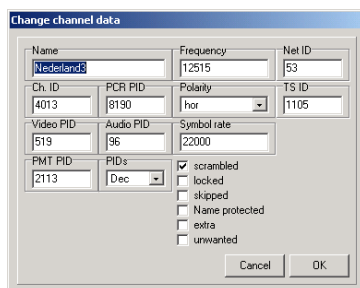 Change channel data
Name
Frequency
Net ID
Nederland3
12515
53
Ch. ID
PCR PID
Polarity
TS ID
4013
8190
hor
1105
Video PID
Audio PID
Symbol rate
519
96
22000
PMT PID
PIDs
2113
Dec
scrambled
locked
skipped
Name protected
extra
unwanted
Cancel
OK